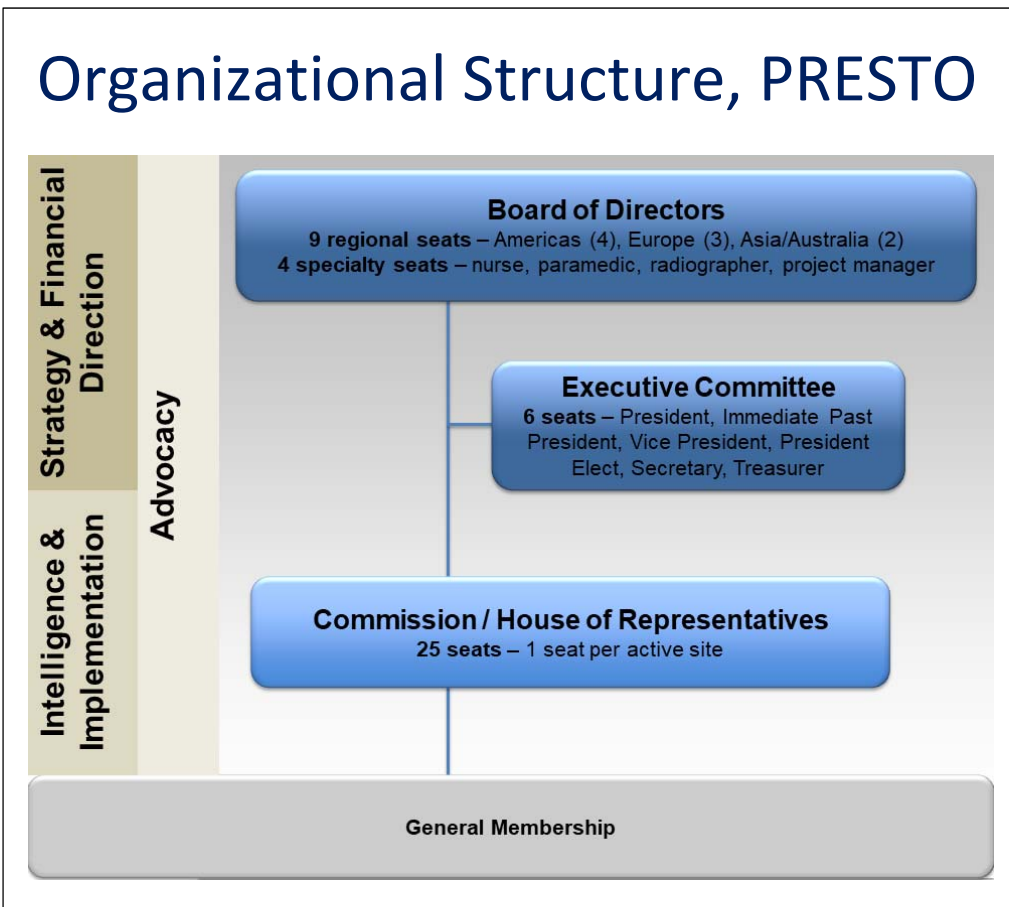 Organizational Structure, PRESTO
Strategy & Financial
Direction
Advocacy
Intelligence &
Implementation
Board of Directors
9 regional seats – Americas (4), Europe (3), Asia/Australia (2)
4 specialty seats – nurse, paramedic, radiographer, project manager
Executive Committee
6 seats – President, Immediate Past
President, Vice President, President
Elect, Secretary, Treasurer
Commission / House of Representatives
25 seats – 1 seat per active site
General Membership